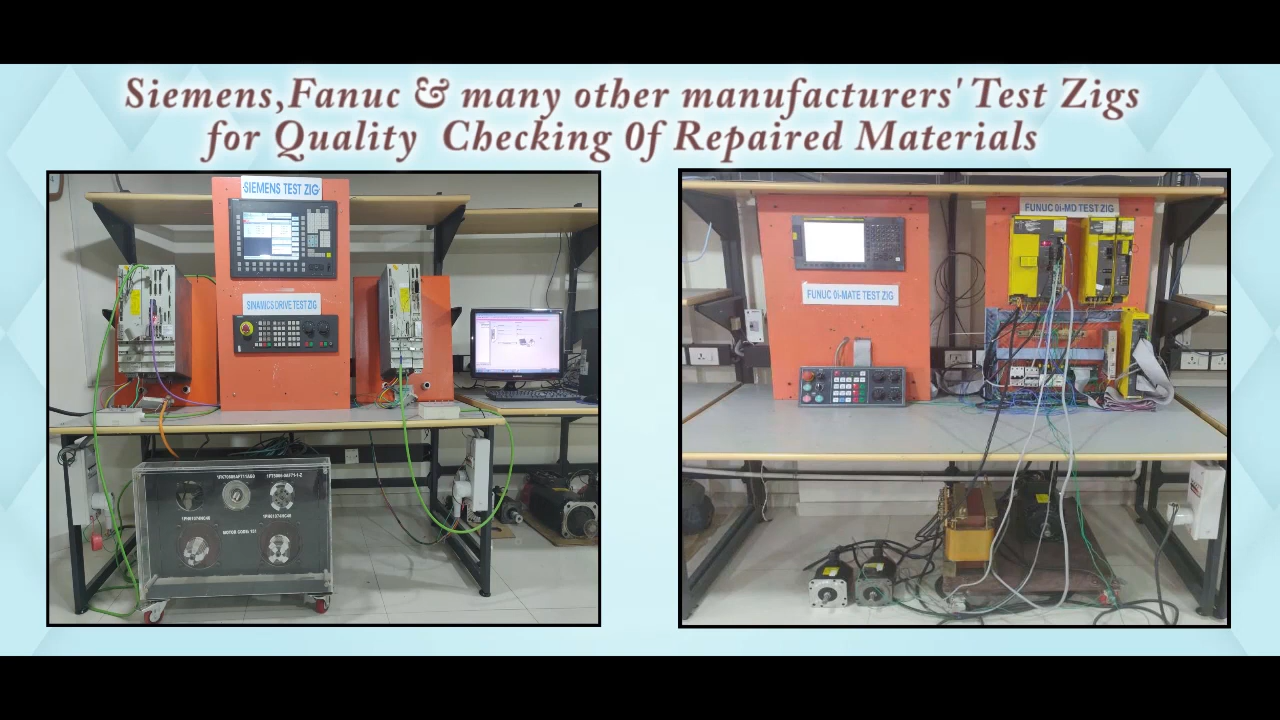 Siemens,Fanuc & many other manufacturers' Test Zigs
for Quality Checking 0f Repaired Materials
SIEMENS TEST ZIG
SINAMICS DRIVE TEST ZIG
FUNUC 0i-MATE TEST ZIG
FUNUC 0i-MD TEST ZIG